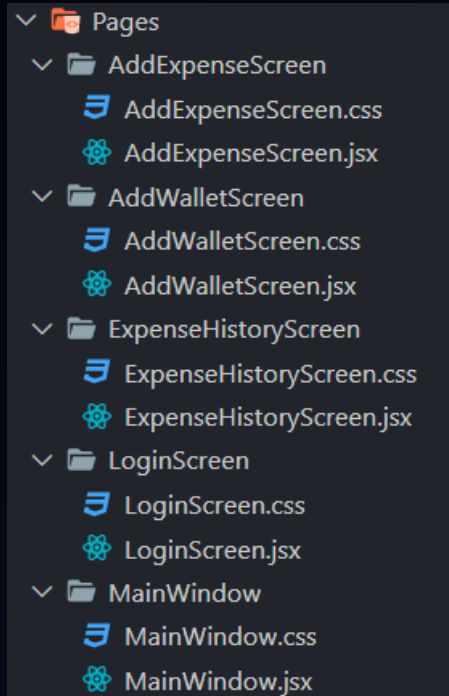 Pages
AddExpenseScreen
AddExpenseScreen.css
AddExpenseScreen.jsx
AddWalletScreen
AddWalletScreen.css
AddWalletScreen.jsx
ExpenseHistoryScreen
ExpenseHistoryScreen.css
ExpenseHistoryScreen.jsx
LoginScreen
LoginScreen.css
LoginScreen.jsx
MainWindow
MainWindow.css
MainWindow.jsx